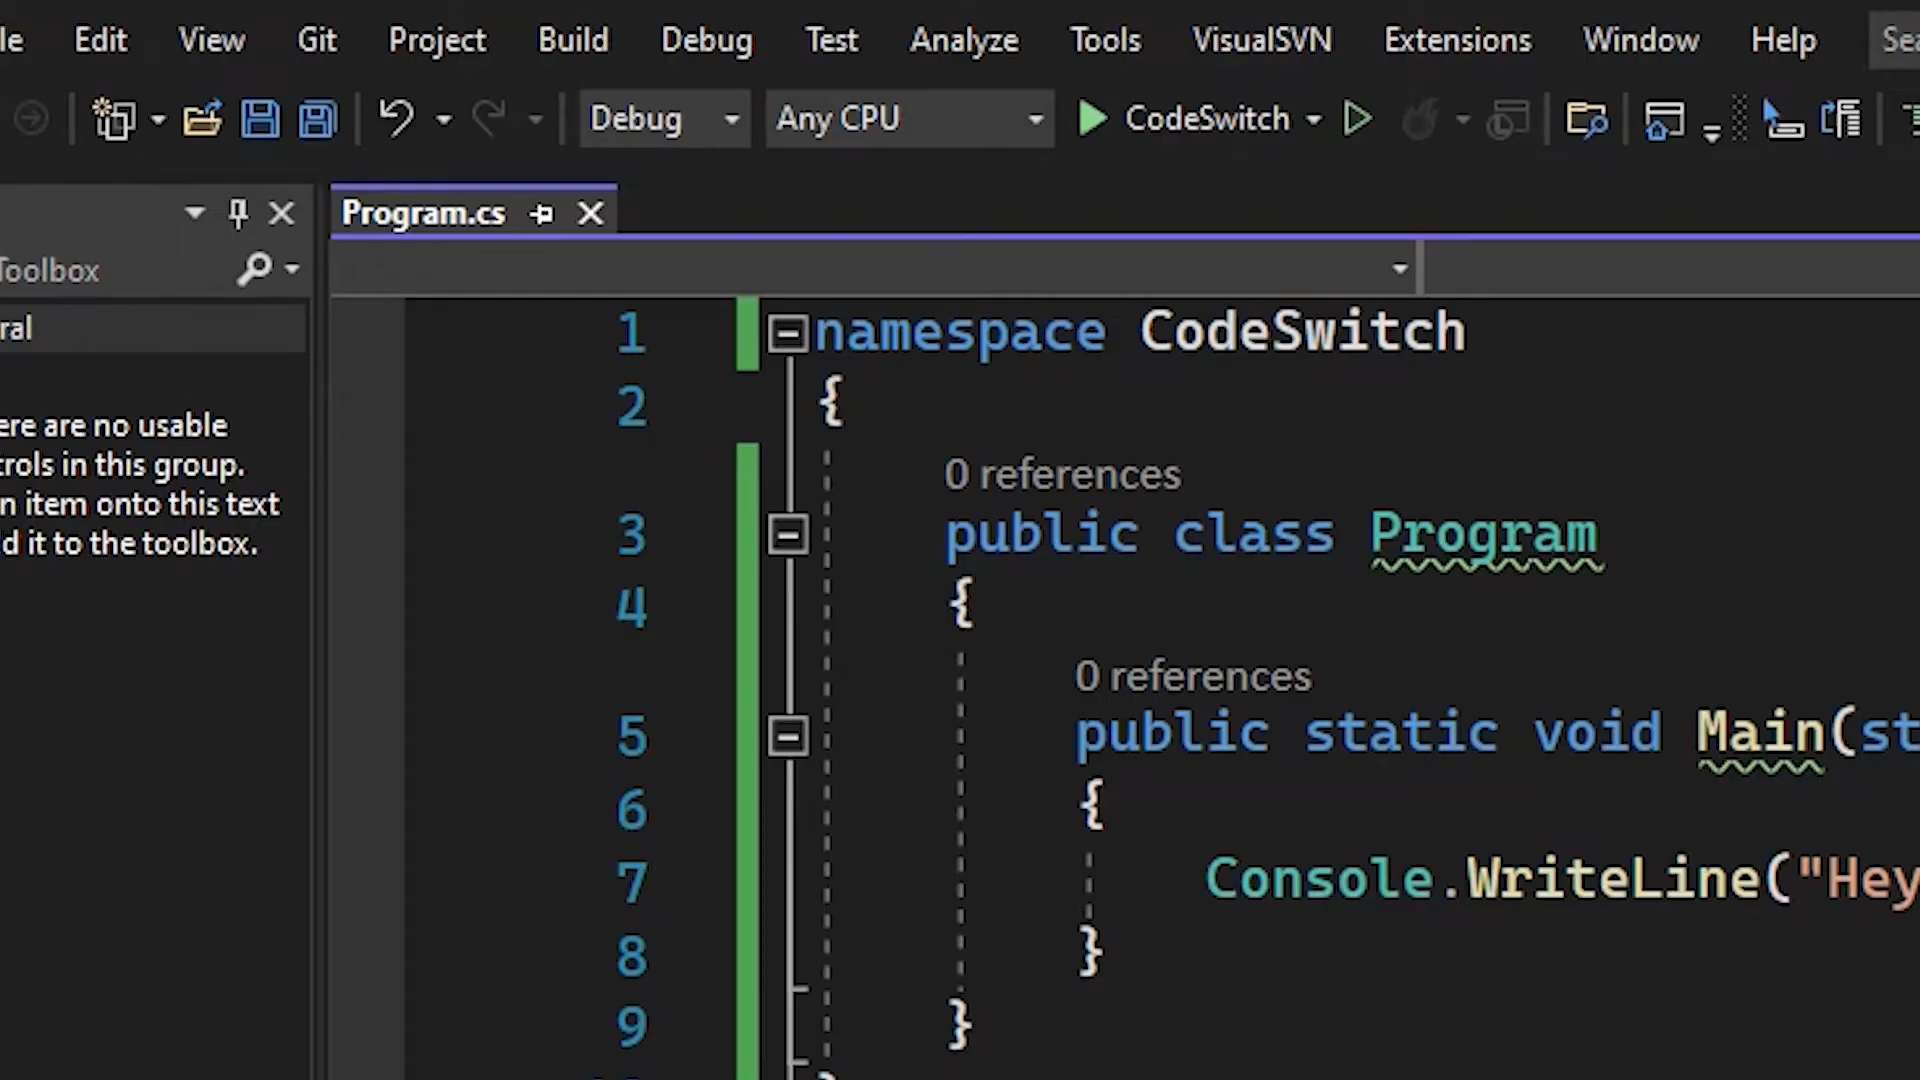 le Edit View Git Project Build Debug Test Analyze Tools VisualSVN Extensions Window Help Sea
Debug Any CPU CodeSwitch
Program.cs
Toolbox
ral
ere are no usable
trols in this group.
n item onto this text
d it to the toolbox.
1 namespace CodeSwitch
2 {
0 references
3 public class Program
4 {
0 references
5 public static void Main(st
6 {
7 Console.WriteLine("Hey
8 }
9 }